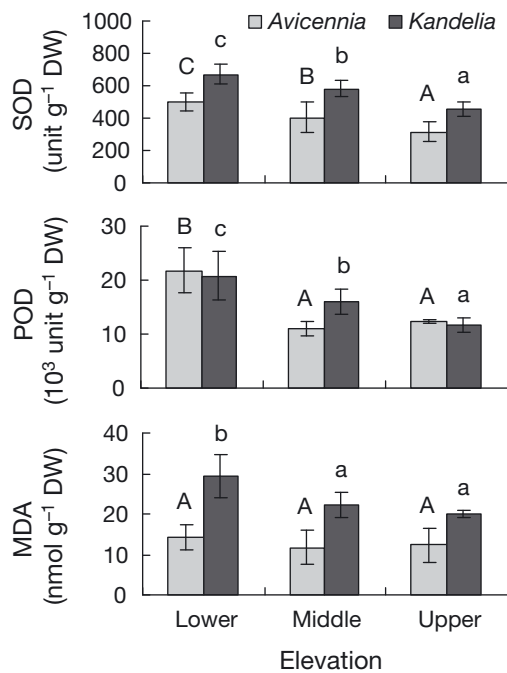 Avicennia Kandelia
SOD
(unit g⁻¹ DW)
1000
800
600
400
200
0
C c B b A a
POD
(10³ unit g⁻¹ DW)
30
20
10
0
B c A b A a
MDA
(nmol g⁻¹ DW)
40
30
20
10
0
A b A a A a
Lower Middle Upper
Elevation